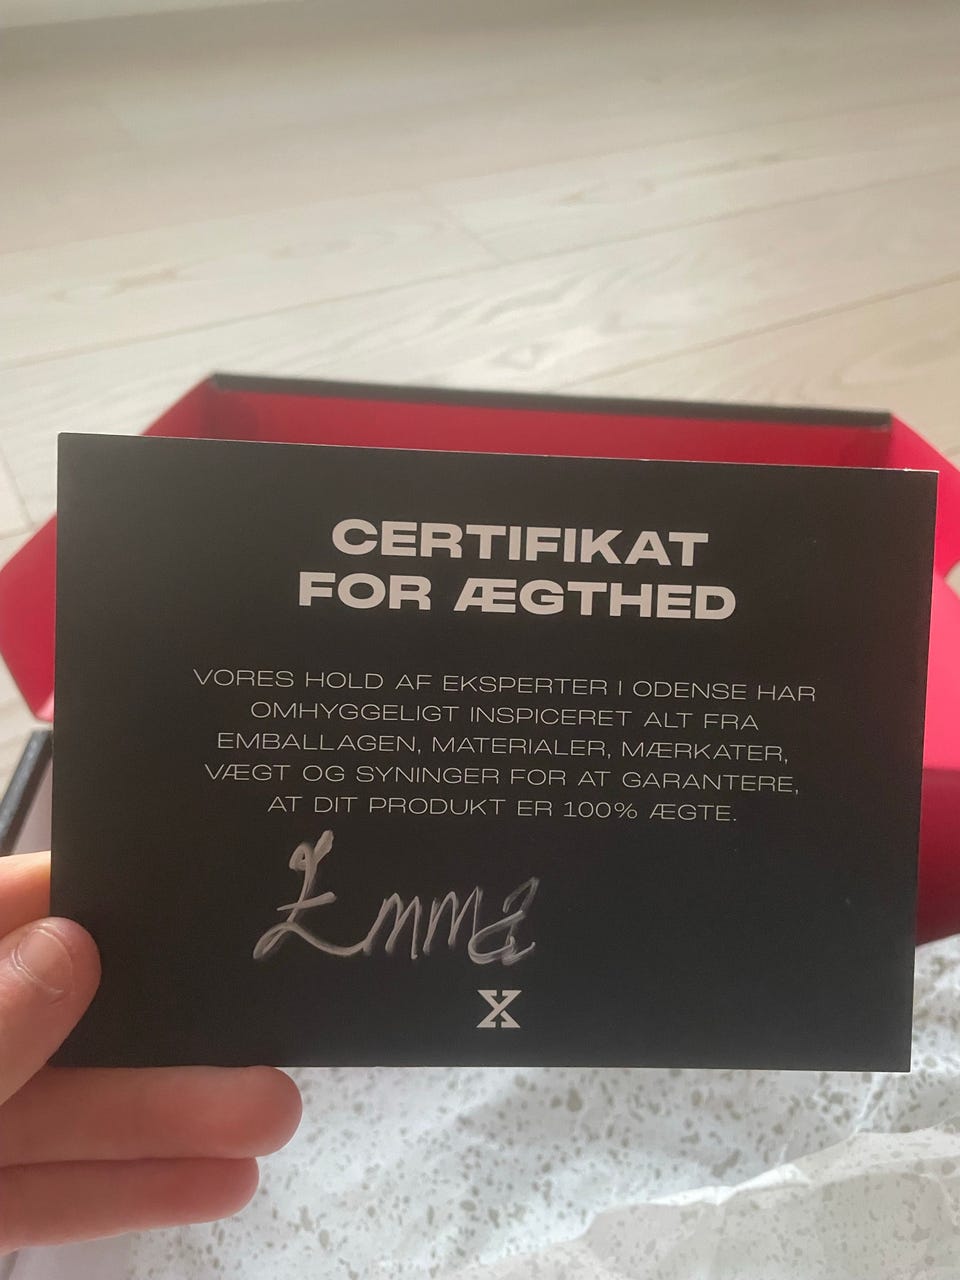 CERTIFIKAT
FOR ÆGTHED
VORES HOLD AF EKSPERTER I ODENSE HAR
OMHYGGELIGT INSPICERET ALT FRA
EMBALLAGEN, MATERIALER, MÆRKATER,
VÆGT OG SYNINGER FOR AT GARANTERE,
AT DIT PRODUKT ER 100% ÆGTE.
Emma
X